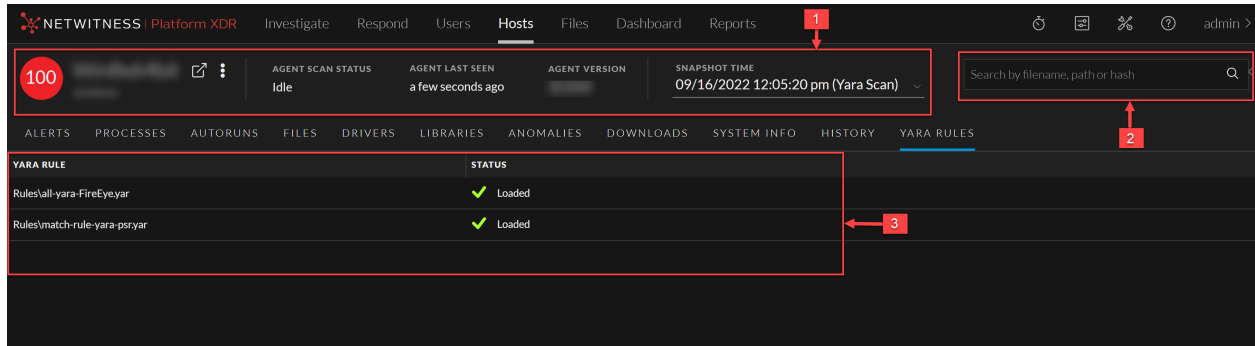 NETWITNESS Platform XDR Investigate Respond Users Hosts Files Dashboard Reports 1 admin
100 AGENT SCAN STATUS AGENT LAST SEEN AGENT VERSION SNAPSHOT TIME
Idle a few seconds ago 09/16/2022 12:05:20 pm (Yara Scan) Search by filename, path or hash
ALERTS PROCESSES AUTORUNS FILES DRIVERS LIBRARIES ANOMALIES DOWNLOADS SYSTEM INFO HISTORY YARA RULES 2
YARA RULE STATUS
Rules\all-yara-FireEye.yar Loaded
Rules\match-rule-yara-psr.yar Loaded 3